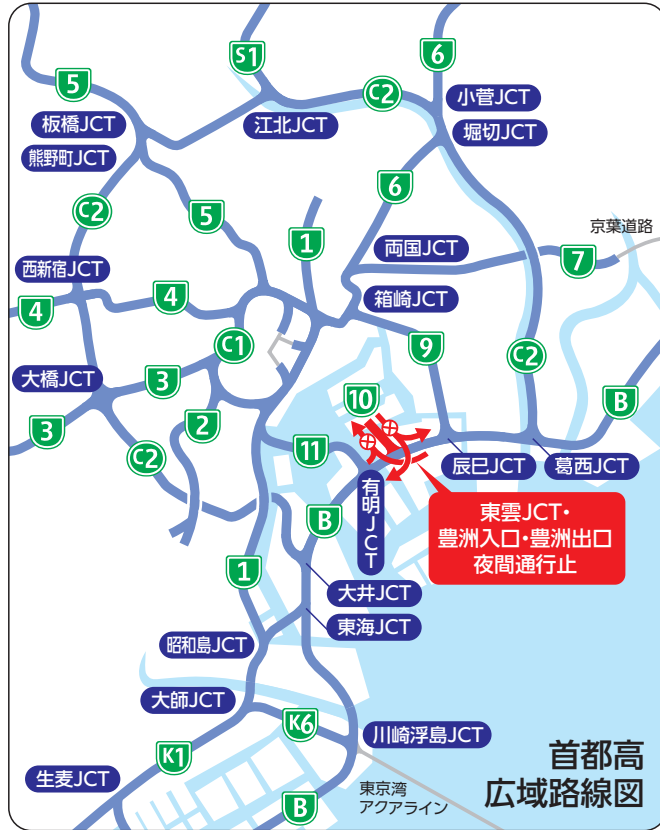 5
S1
6
C2
板橋JCT
江北JCT
小菅JCT
堀切JCT
熊野町JCT
C2
5
1
6
京葉道路
両国JCT
7
西新宿JCT
4
4
箱崎JCT
C1
9
C2
大橋JCT
3
3
2
10
B
C2
11
辰巳JCT
葛西JCT
有明JCT
B
東雲JCT・
豊洲入口・豊洲出口
夜間通行止
1
大井JCT
東海JCT
昭和島JCT
大師JCT
K6
川崎浮島JCT
K1
生麦JCT
B
東京湾
アクアライン
首都高
広域路線図